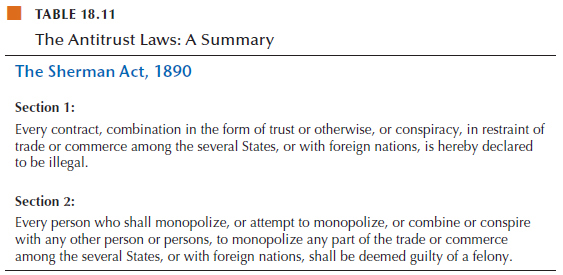 TABLE 18.11
The Antitrust Laws: A Summary
The Sherman Act, 1890
Section 1:
Every contract, combination in the form of trust or otherwise, or conspiracy, in restraint of
trade or commerce among the several States, or with foreign nations, is hereby declared
to be illegal.
Section 2:
Every person who shall monopolize, or attempt to monopolize, or combine or conspire
with any other person or persons, to monopolize any part of the trade or commerce
among the several States, or with foreign nations, shall be deemed guilty of a felony.